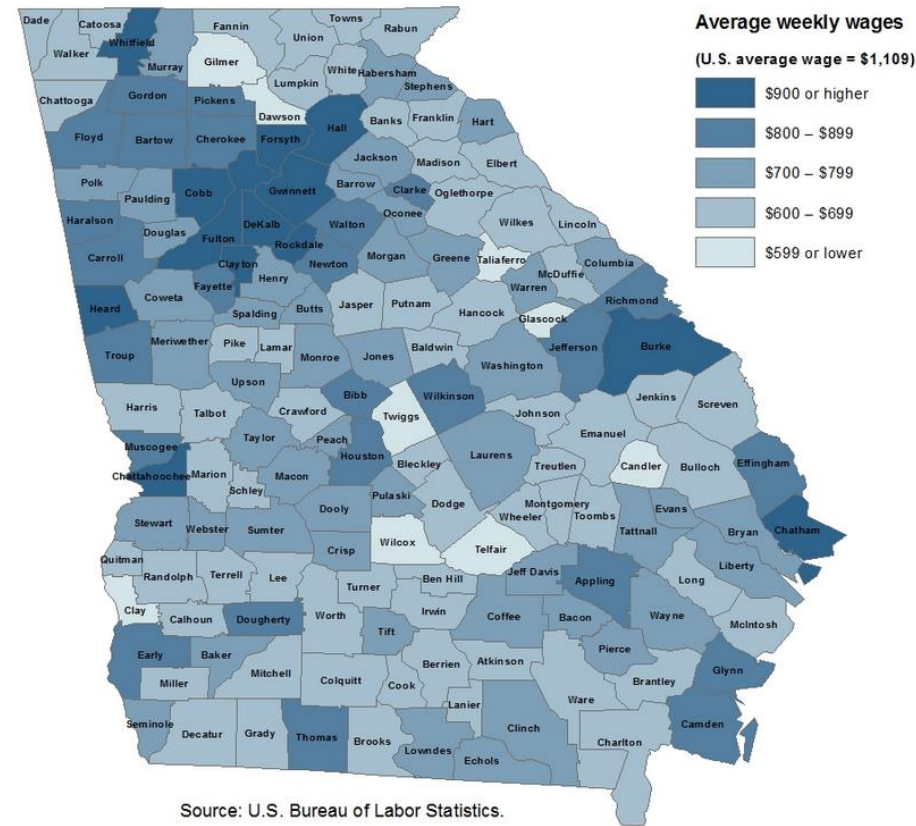 Average weekly wages
(U.S. average wage = $1,109)
$900 or higher
$800 – $899
$700 – $799
$600 – $699
$599 or lower
Dade
Catoosa
Fannin
Towns
Rabun
Whitfield
Union
Walker
Murray
Gilmer
White
Habersham
Lumpkin
Stephens
Chattooga
Gordon
Pickens
Dawson
Hall
Banks
Franklin
Hart
Floyd
Bartow
Cherokee
Forsyth
Jackson
Madison
Elbert
Polk
Paulding
Cobb
Gwinnett
Barrow
Clarke
Oglethorpe
Oconee
Haralson
Douglas
Fulton
DeKalb
Walton
Wilkes
Lincoln
Rockdale
Carroll
Clayton
Newton
Morgan
Greene
Taliaferro
Columbia
McDuffie
Fayette
Henry
Warren
Heard
Coweta
Spalding
Butts
Jasper
Putnam
Hancock
Glascock
Richmond
Troup
Meriwether
Pike
Lamar
Monroe
Jones
Baldwin
Washington
Jefferson
Burke
Upson
Bibb
Wilkinson
Jenkins
Screven
Harris
Talbot
Crawford
Twiggs
Johnson
Emanuel
Muscogee
Taylor
Peach
Houston
Laurens
Bleckley
Treutlen
Candler
Bulloch
Effingham
Chattahoochee
Marion
Schley
Macon
Pulaski
Dodge
Montgomery
Wheeler
Toombs
Evans
Stewart
Webster
Sumter
Dooly
Tattnall
Bryan
Chatham
Crisp
Wilcox
Telfair
Liberty
Quitman
Randolph
Terrell
Lee
Turner
Ben Hill
Jeff Davis
Appling
Long
Clay
Calhoun
Dougherty
Worth
Irwin
Coffee
Bacon
Wayne
McIntosh
Tift
Early
Baker
Mitchell
Berrien
Atkinson
Pierce
Glynn
Miller
Colquitt
Cook
Ware
Brantley
Lanier
Seminole
Decatur
Grady
Thomas
Brooks
Lowndes
Clinch
Camden
Echols
Charlton
Source: U.S. Bureau of Labor Statistics.